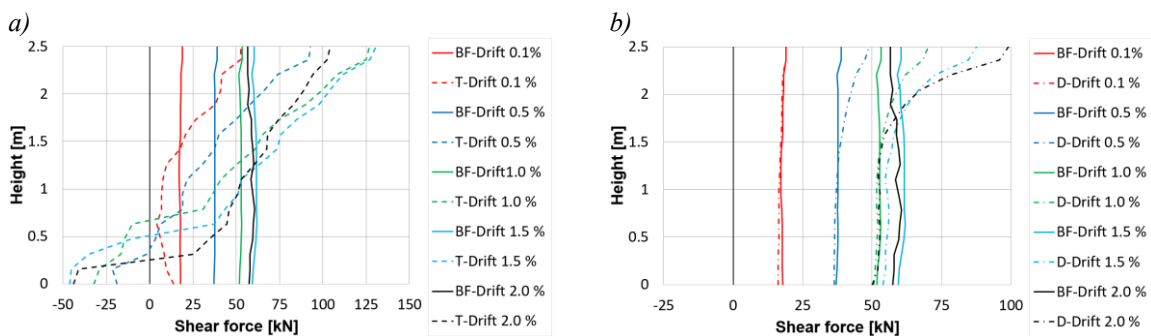 a)
2.5
2
1.5
1
0.5
0
Height [m]
-50 -25 0 25 50 75 100 125 150
Shear force [kN]
BF-Drift 0.1%
T-Drift 0.1 %
BF-Drift 0.5 %
T-Drift 0.5 %
BF-Drift1.0 %
T-Drift 1.0 %
BF-Drift 1.5 %
T-Drift 1.5 %
BF-Drift 2.0 %
T-Drift 2.0 %
b)
2.5
2
1.5
1
0.5
0
Height [m]
-25 0 25 50 75 100
Shear force [kN]
BF-Drift 0.1 %
D-Drift 0.1 %
BF-Drift 0.5 %
D-Drift 0.5 %
BF-Drift 1.0 %
D-Drift 1.0 %
BF-Drift 1.5 %
D-Drift 1.5 %
BF-Drift 2.0 %
D-Drift 2.0 %